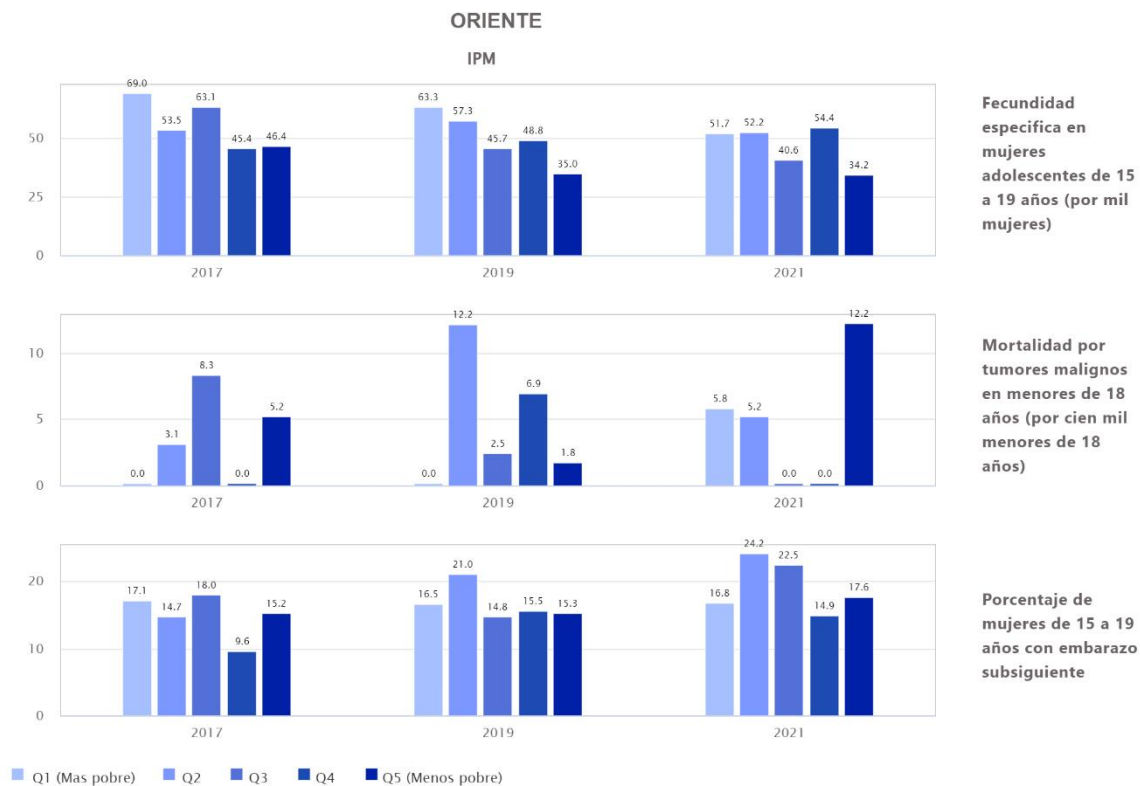 ORIENTE
IPM
69.0
53.5
63.1
45.4
46.4
63.3
57.3
45.7
48.8
35.0
51.7
52.2
40.6
54.4
34.2
50
25
0
2017
2019
2021
Fecundidad
especifica en
mujeres
adolescentes de 15
a 19 años (por mil
mujeres)
0.0
3.1
8.3
0.0
5.2
0.0
12.2
2.5
6.9
1.8
5.8
5.2
0.0
0.0
12.2
10
5
0
2017
2019
2021
Mortalidad por
tumores malignos
en menores de 18
años (por cien mil
menores de 18
años)
17.1
14.7
18.0
9.6
15.2
16.5
21.0
14.8
15.5
15.3
16.8
24.2
22.5
14.9
17.6
20
10
0
2017
2019
2021
Porcentaje de
mujeres de 15 a 19
años con embarazo
subsiguiente
Q1 (Mas pobre)
Q2
Q3
Q4
Q5 (Menos pobre)